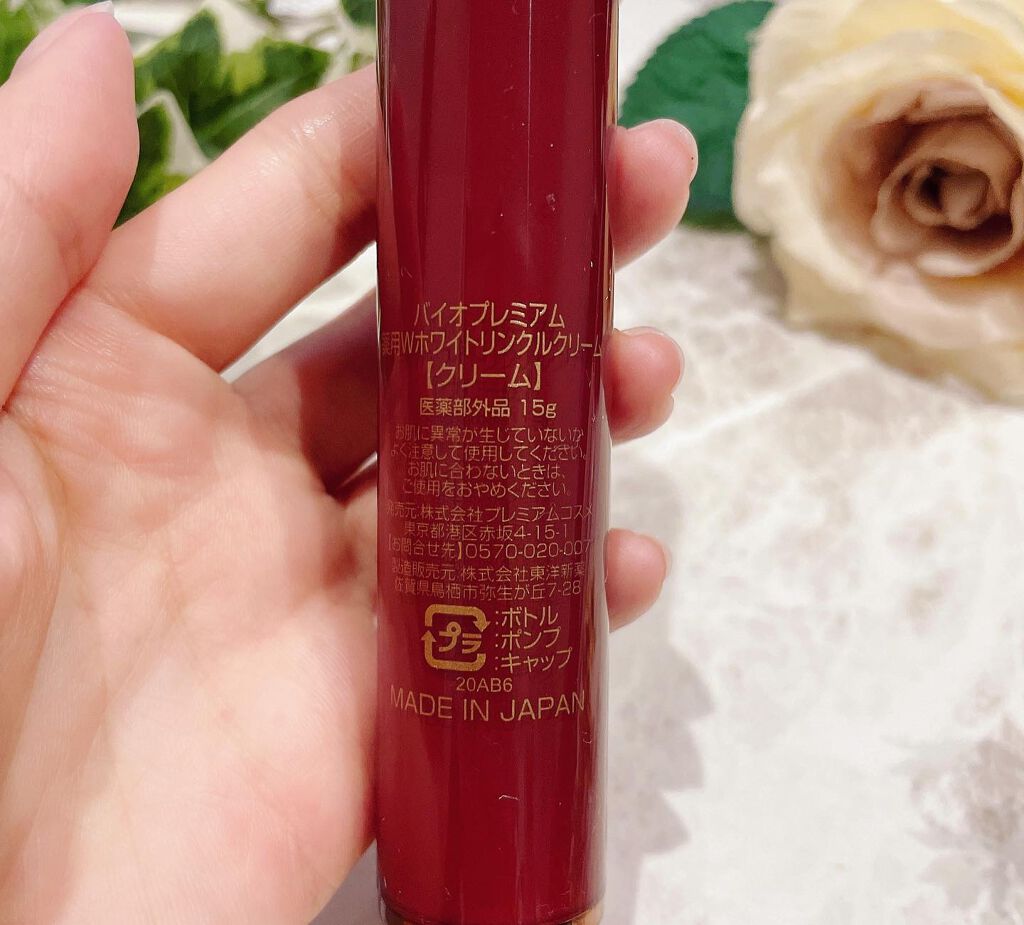 バイオプレミアム
薬用Wホワイトリンクルクリーム
【クリーム】
医薬部外品 15g
お肌に異常が生じていないか
よく注意して使用してください。
お肌に合わないときは、
ご使用をおやめください。
発売元:株式会社プレミアムコスメ
東京都港区赤坂4-15-1
【お問合せ先】0570-020-007
製造販売元:株式会社東洋新薬
佐賀県鳥栖市弥生が丘7-28
プラ
:ボトル
:ポンプ
:キャップ
20AB6
MADE IN JAPAN